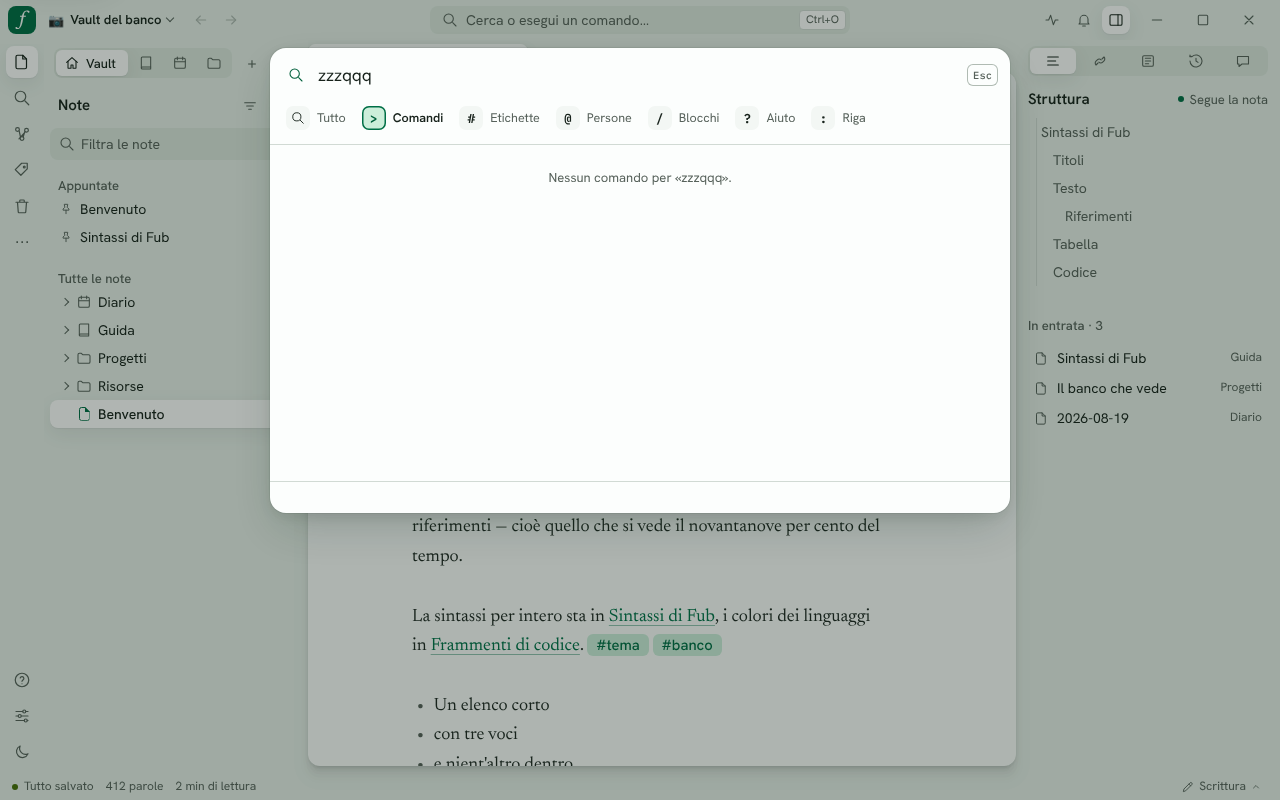 Vault del banco
Cerca o esegui un comando…
Ctrl+O
Vault
Note
Filtra le note
Appuntate
Benvenuto
Sintassi di Fub
Tutte le note
Diario
Guida
Progetti
Risorse
Benvenuto
zzzqqq
Esc
Tutto
> Comandi
# Etichette
@ Persone
/ Blocchi
? Aiuto
: Riga
Nessun comando per «zzzqqq».
riferimenti — cioè quello che si vede il novantanove per cento del
tempo.
La sintassi per intero sta in Sintassi di Fub, i colori dei linguaggi
in Frammenti di codice. #tema #banco
• Un elenco corto
• con tre voci
• e nient'altro dentro
Struttura
Segue la nota
Sintassi di Fub
Titoli
Testo
Riferimenti
Tabella
Codice
In entrata · 3
Sintassi di Fub Guida
Il banco che vede Progetti
2026-08-19 Diario
Tutto salvato 412 parole 2 min di lettura
Scrittura